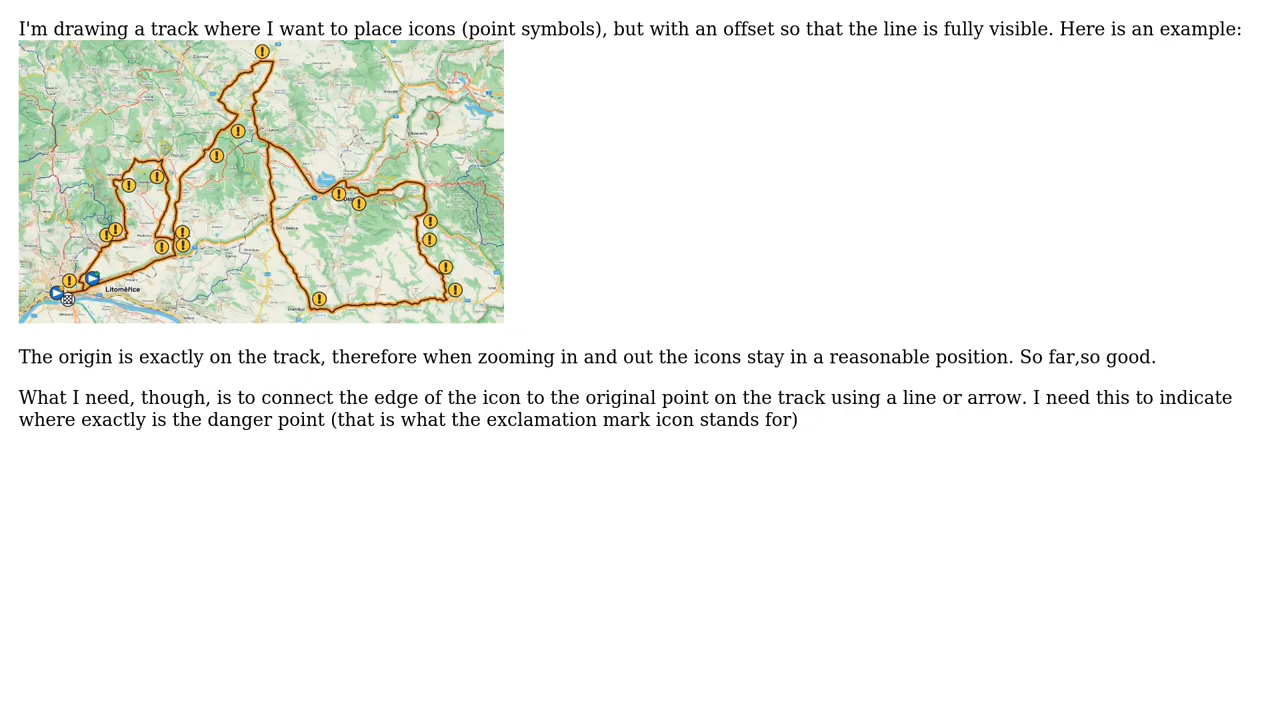 I'm drawing a track where I want to place icons (point symbols), but with an offset so that the line is fully visible. Here is an example:
Litoměřice
The origin is exactly on the track, therefore when zooming in and out the icons stay in a reasonable position. So far,so good.
What I need, though, is to connect the edge of the icon to the original point on the track using a line or arrow. I need this to indicate
where exactly is the danger point (that is what the exclamation mark icon stands for)